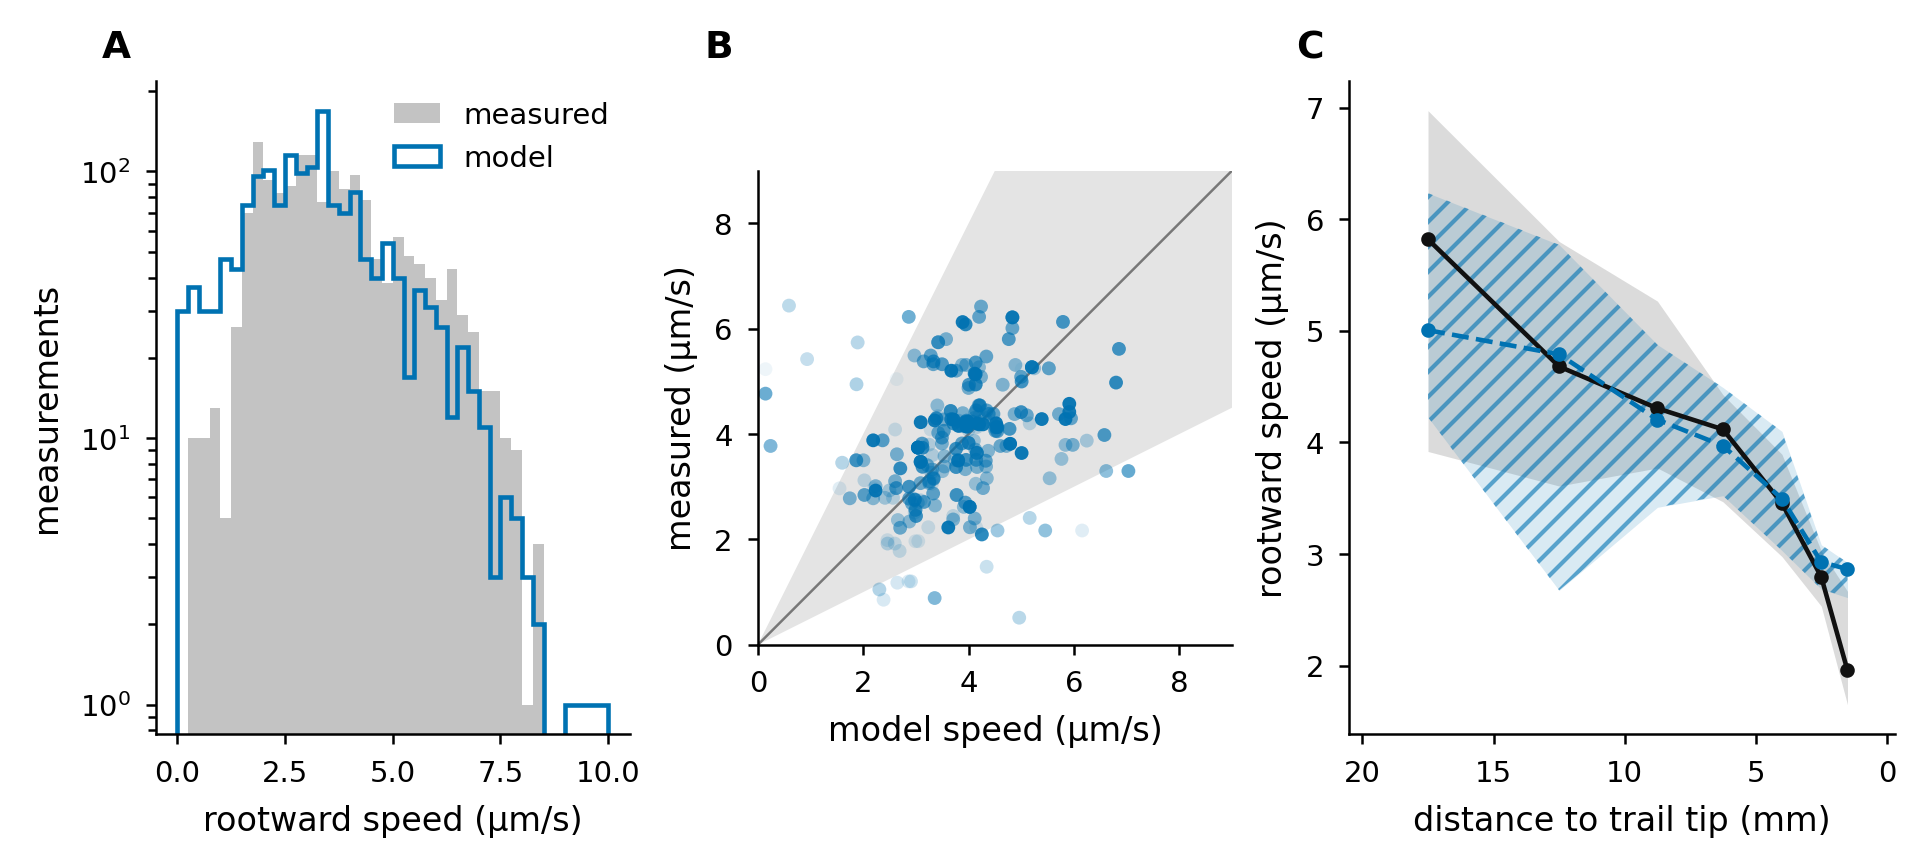 A
measured
model
10²
10¹
10⁰
measurements
0.0 2.5 5.0 7.5 10.0
rootward speed (µm/s)
B
8
6
4
2
0
measured (µm/s)
0 2 4 6 8
model speed (µm/s)
C
7
6
5
4
3
2
rootward speed (µm/s)
20 15 10 5 0
distance to trail tip (mm)